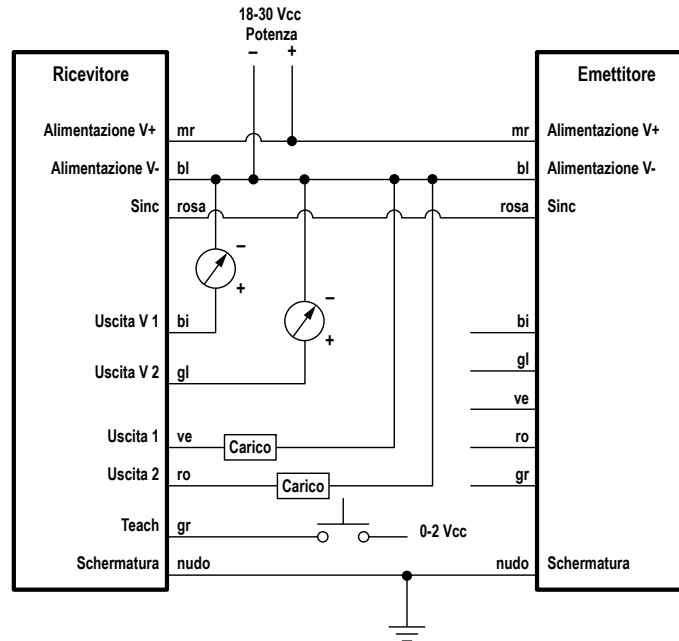 18-30 Vcc
Potenza
– +
Ricevitore
Emettitore
Alimentazione V+ mr
mr Alimentazione V+
Alimentazione V- bl
bl Alimentazione V-
Sinc rosa
rosa Sinc
–
+
–
+
Uscita V 1 bi
bi
Uscita V 2 gl
gl
ve
Uscita 1 ve
Carico
ro
Uscita 2 ro
Carico
gr
Teach gr
0-2 Vcc
Schermatura nudo
nudo Schermatura